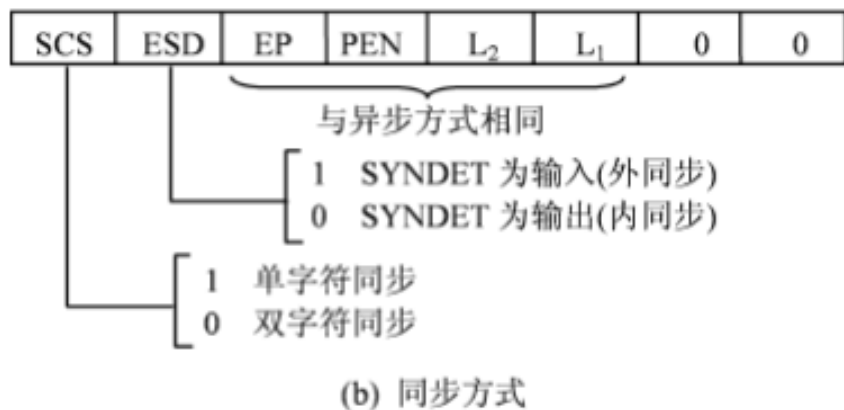 SCS ESD EP PEN L₂ L₁ 0 0
与异步方式相同
1 SYNDET 为输入(外同步)
0 SYNDET 为输出(内同步)
1 单字符同步
0 双字符同步
(b) 同步方式